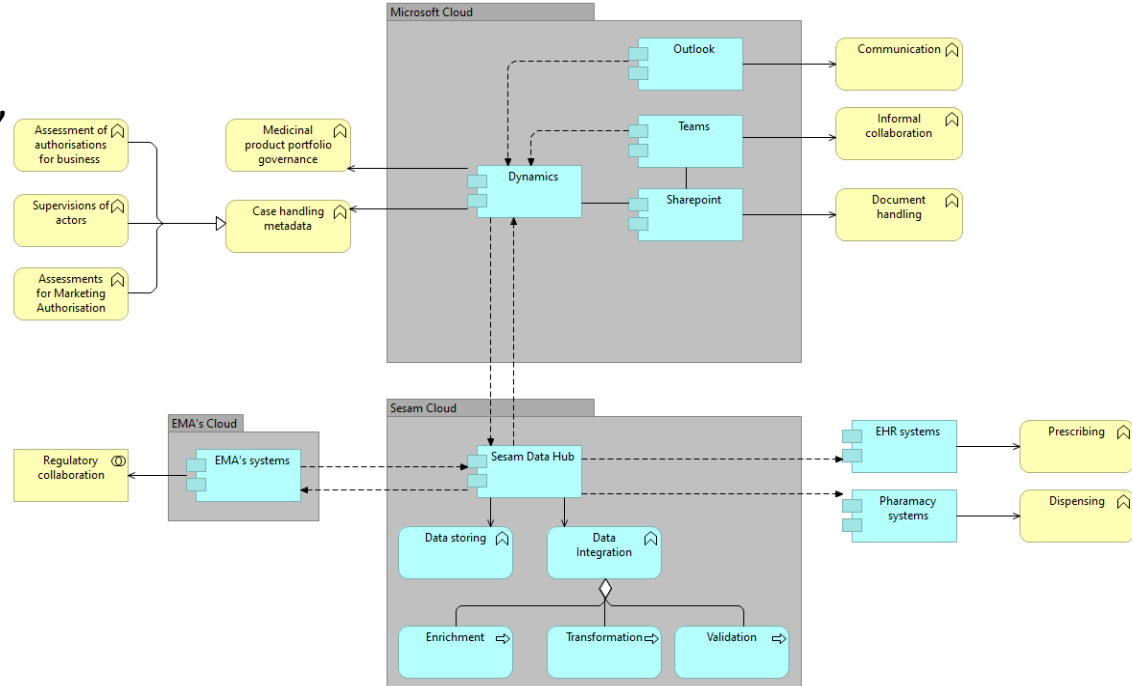 Microsoft Cloud
Outlook
Communication
,
Assessment of
authorisations
for business
Medicinal
product portfolio
governance
Teams
Informal
collaboration
Dynamics
Supervisions of
actors
Case handling
metadata
Sharepoint
Document
handling
Assessments
for Marketing
Authorisation
Sesam Cloud
EMA's Cloud
EHR systems
Prescribing
Regulatory
collaboration
EMA's systems
Sesam Data Hub
Pharamacy
systems
Dispensing
Data storing
Data
Integration
Enrichment
Transformation
Validation